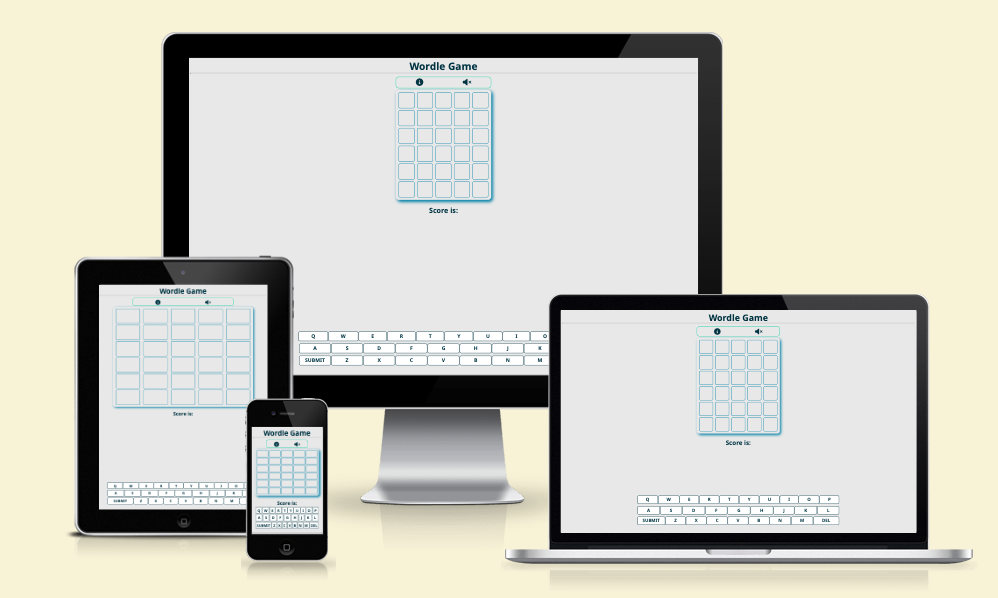 Wordle Game
Score is:
Q W E R T Y U I O
A S D F G H J K
SUBMIT Z X C V B N M
Wordle Game
Score is:
Q W E R T Y U I
A S D F G H J K
SUBMIT Z X C V B N M
Wordle Game
Score is:
Q W E R T Y U I O P
A S D F G H J K L
SUBMIT Z X C V B N M DEL
Wordle Game
Score is:
Q W E R T Y U I O P
A S D F G H J K L
SUBMIT Z X C V B N M DEL